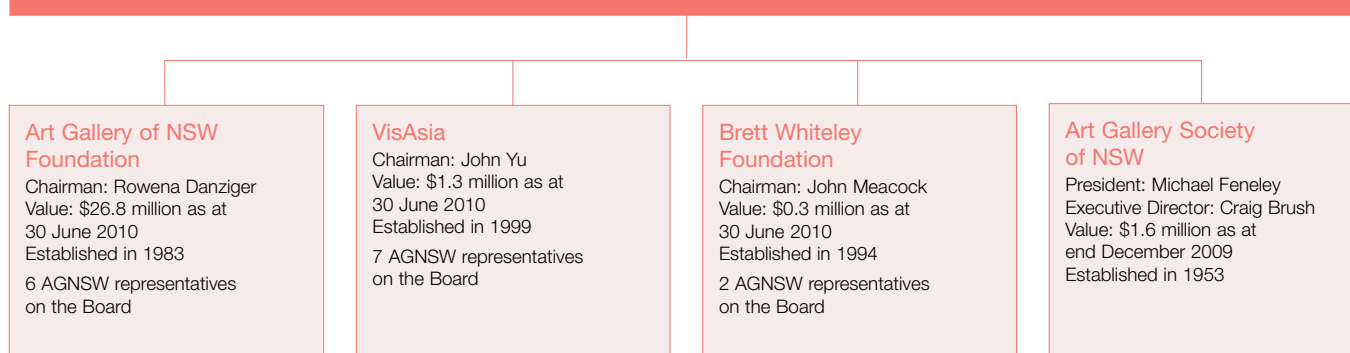 Art Gallery of NSW
Foundation
Chairman: Rowena Danziger
Value: $26.8 million as at
30 June 2010
Established in 1983
6 AGNSW representatives
on the Board
VisAsia
Chairman: John Yu
Value: $1.3 million as at
30 June 2010
Established in 1999
7 AGNSW representatives
on the Board
Brett Whiteley
Foundation
Chairman: John Meacock
Value: $0.3 million as at
30 June 2010
Established in 1994
2 AGNSW representatives
on the Board
Art Gallery Society
of NSW
President: Michael Feneley
Executive Director: Craig Brush
Value: $1.6 million as at
end December 2009
Established in 1953